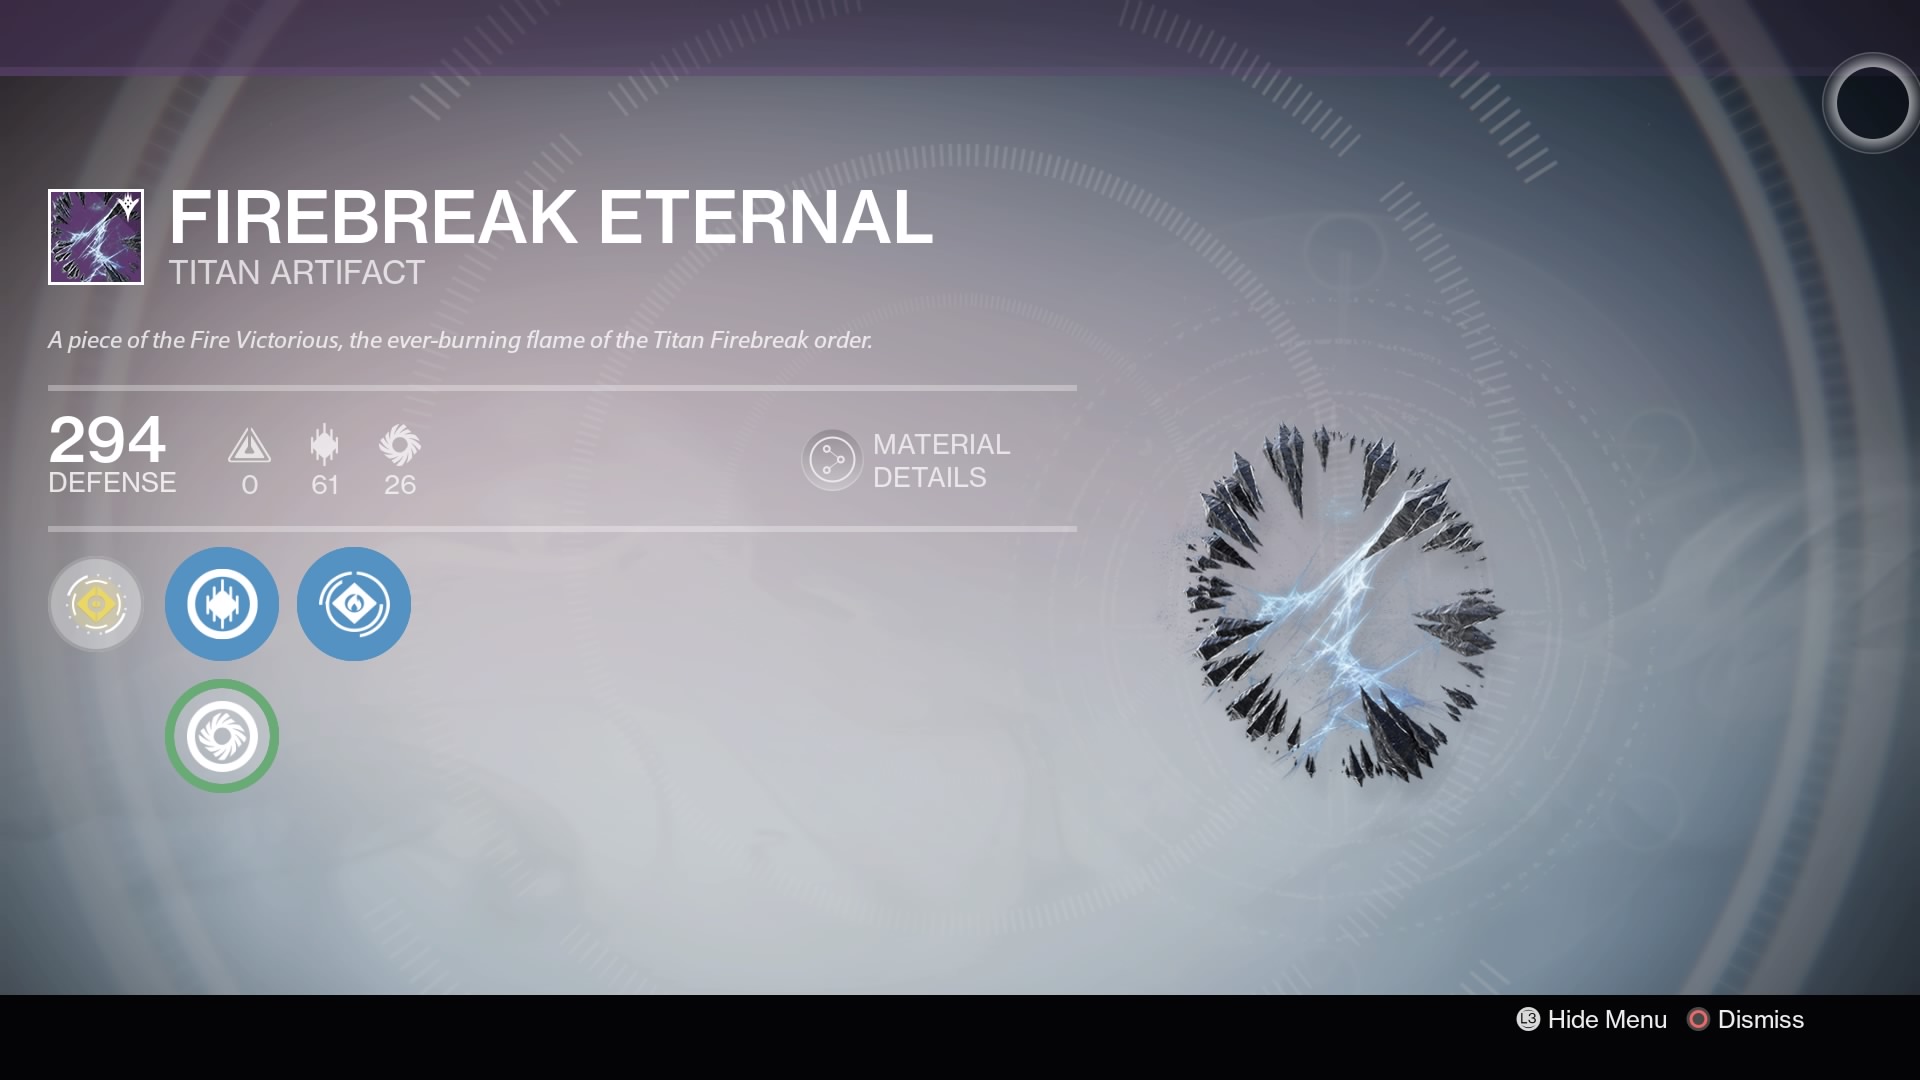 FIREBREAK ETERNAL
TITAN ARTIFACT
A piece of the Fire Victorious, the ever-burning flame of the Titan Firebreak order.
294
DEFENSE
0 61 26
MATERIAL
DETAILS
L3 Hide Menu Dismiss